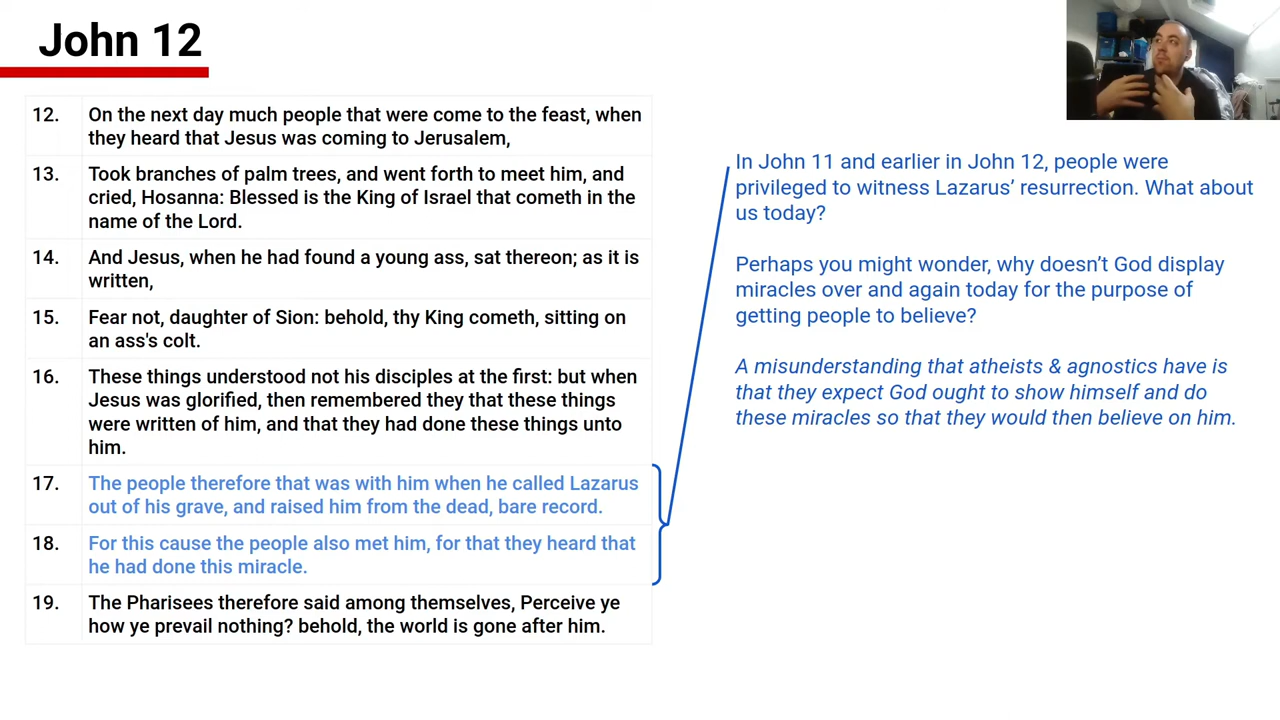 John 12
12. On the next day much people that were come to the feast, when
they heard that Jesus was coming to Jerusalem,
13. Took branches of palm trees, and went forth to meet him, and
cried, Hosanna: Blessed is the King of Israel that cometh in the
name of the Lord.
14. And Jesus, when he had found a young ass, sat thereon; as it is
written,
15. Fear not, daughter of Sion: behold, thy King cometh, sitting on
an ass's colt.
16. These things understood not his disciples at the first: but when
Jesus was glorified, then remembered they that these things
were written of him, and that they had done these things unto
him.
17. The people therefore that was with him when he called Lazarus
out of his grave, and raised him from the dead, bare record.
18. For this cause the people also met him, for that they heard that
he had done this miracle.
19. The Pharisees therefore said among themselves, Perceive ye
how ye prevail nothing? behold, the world is gone after him.
In John 11 and earlier in John 12, people were
privileged to witness Lazarus’ resurrection. What about
us today?
Perhaps you might wonder, why doesn’t God display
miracles over and again today for the purpose of
getting people to believe?
A misunderstanding that atheists & agnostics have is
that they expect God ought to show himself and do
these miracles so that they would then believe on him.